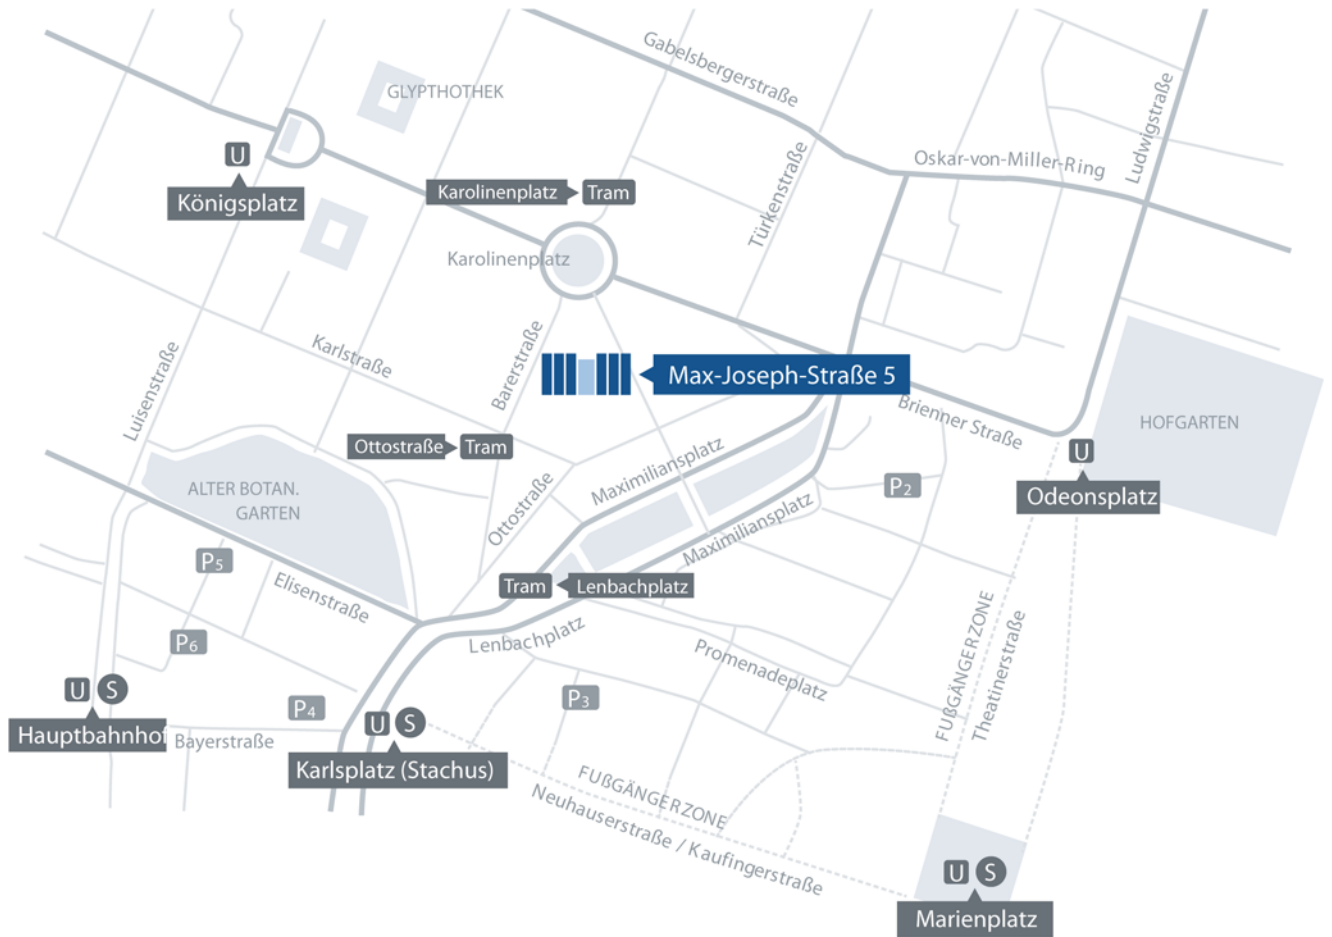 Gabelsbergerstraße
GLYPTHOTHEK
Ludwigstraße
U
Königsplatz
Karolinenplatz
Tram
Türkenstraße
Oskar-von-Miller-Ring
Karolinenplatz
Luisenstraße
Karlstraße
Barerstraße
Max-Joseph-Straße 5
Brienner Straße
HOFGARTEN
Ottostraße
Tram
Maximiliansplatz
U
Odeonsplatz
ALTER BOTAN.
GARTEN
Ottostraße
P2
Maximiliansplatz
P5
Elisenstraße
Tram
Lenbachplatz
P6
Lenbachplatz
Promenadeplatz
FUßGÄNGERZONE
Theatinerstraße
U S
Hauptbahnhof
Bayerstraße
P4
P3
U S
Karlsplatz (Stachus)
FUßGÄNGERZONE
Neuhauserstraße / Kaufingerstraße
U S
Marienplatz